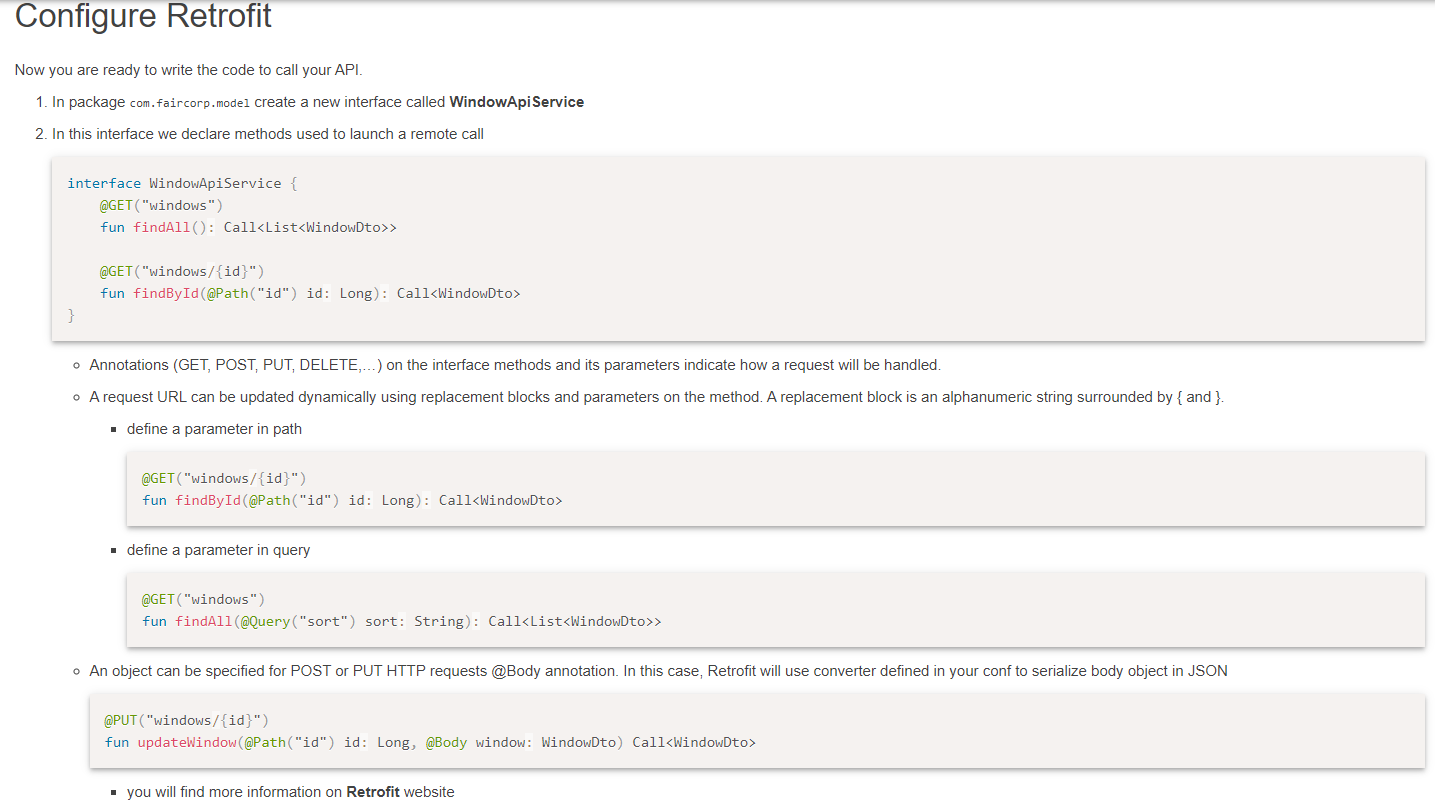 Configure Retrofit
Now you are ready to write the code to call your API.
1. In package com.faircorp.model create a new interface called WindowApiService
2. In this interface we declare methods used to launch a remote call
interface WindowApiService {
@GET("windows")
fun findAll(): Call<List<WindowDto>>
@GET("windows/{id}")
fun findById(@Path("id") id: Long): Call<WindowDto>
}
Annotations (GET, POST, PUT, DELETE,…) on the interface methods and its parameters indicate how a request will be handled.
A request URL can be updated dynamically using replacement blocks and parameters on the method. A replacement block is an alphanumeric string surrounded by { and }.
define a parameter in path
@GET("windows/{id}")
fun findById(@Path("id") id: Long): Call<WindowDto>
define a parameter in query
@GET("windows")
fun findAll(@Query("sort") sort: String): Call<List<WindowDto>>
An object can be specified for POST or PUT HTTP requests @Body annotation. In this case, Retrofit will use converter defined in your conf to serialize body object in JSON
@PUT("windows/{id}")
fun updateWindow(@Path("id") id: Long, @Body window: WindowDto) Call<WindowDto>
you will find more information on Retrofit website